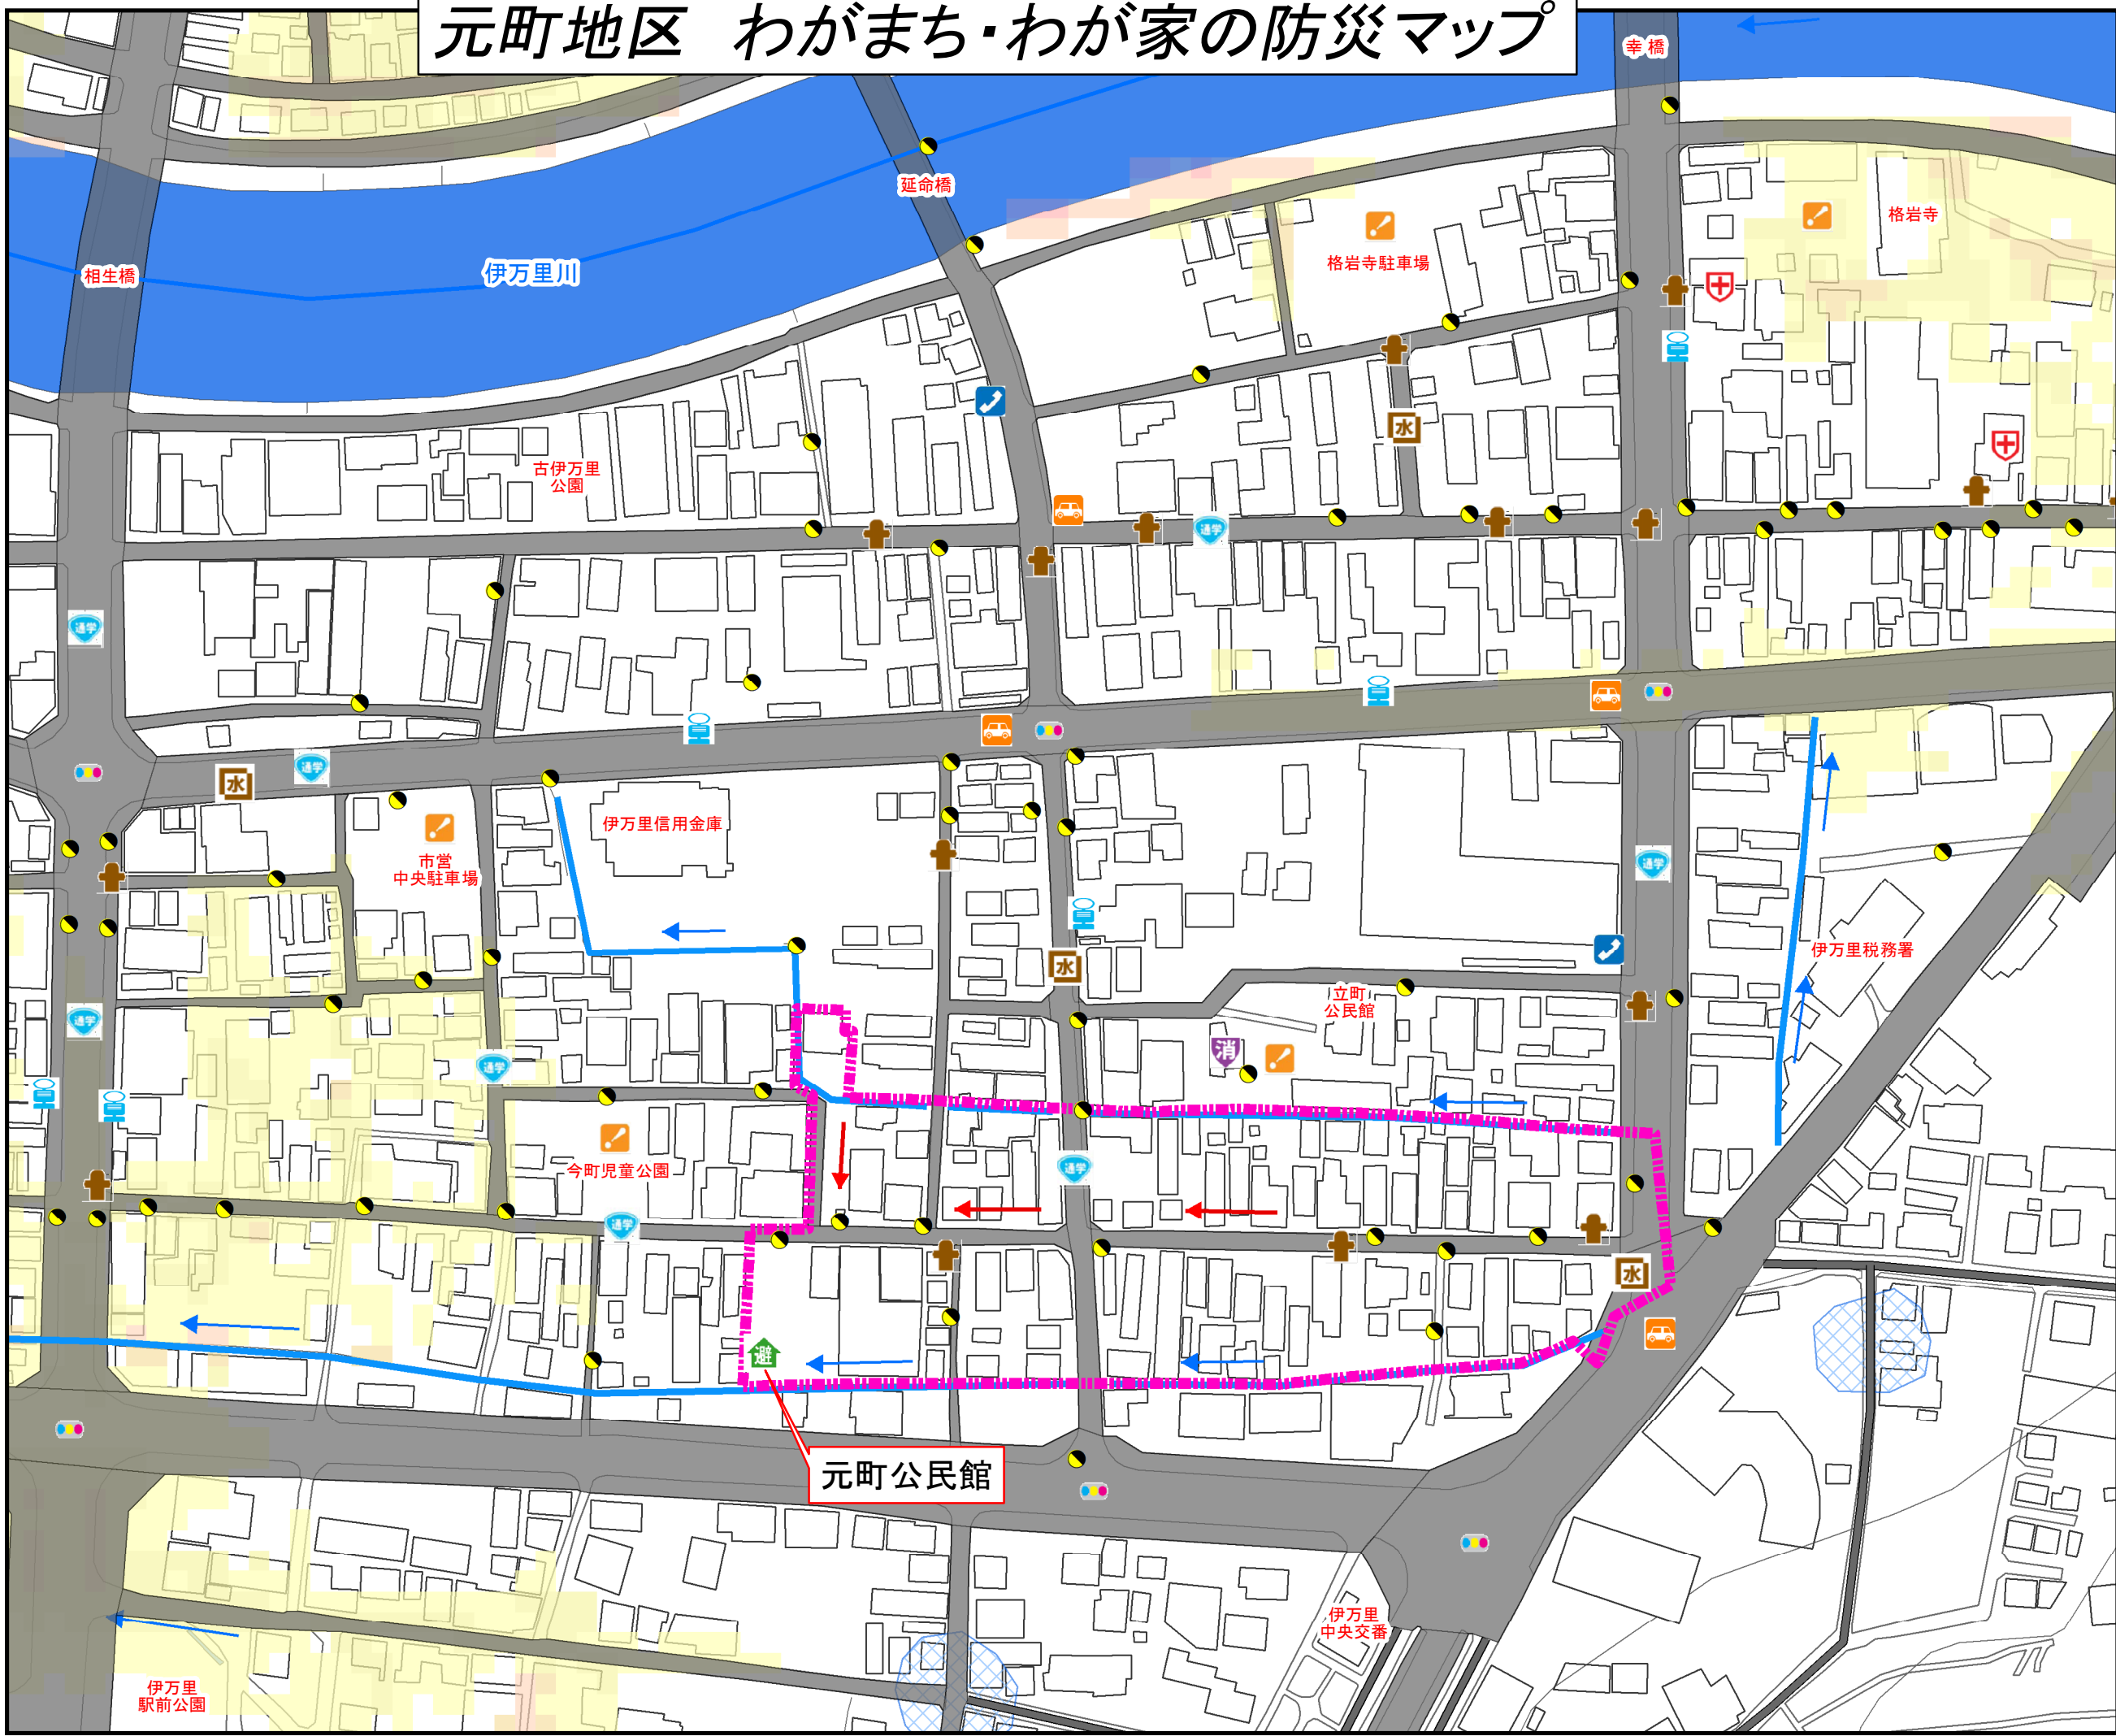 元町地区 わがまち・わが家の防災マップ
幸橋
延命橋
格岩寺
格岩寺駐車場
相生橋
伊万里川
水
古伊万里
公園
通学
通学
通学
水
伊万里信用金庫
市営
中央駐車場
通学
伊万里税務署
水
立町
公民館
通学
消
通学
今町児童公園
通学
通学
水
避
元町公民館
伊万里
中央交番
伊万里
駅前公園